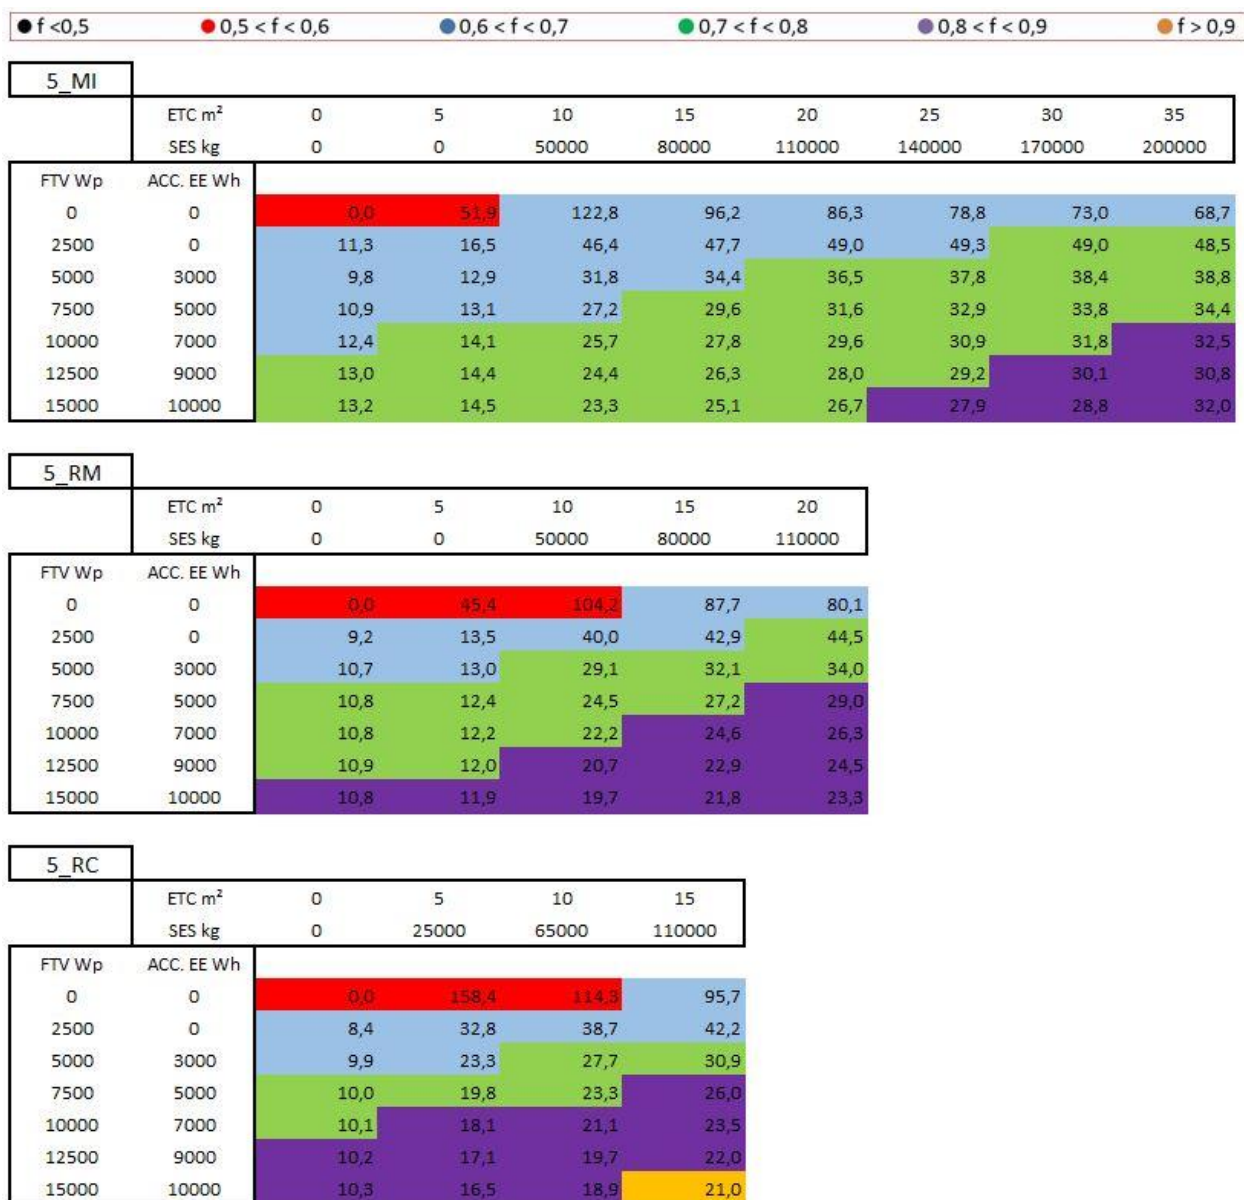 f <0,5 0,5 < f < 0,6 0,6 < f < 0,7 0,7 < f < 0,8 0,8 < f < 0,9 f > 0,9
5_MI
ETC m² 0 5 10 15 20 25 30 35
SES kg 0 0 50000 80000 110000 140000 170000 200000
FTV Wp ACC. EE Wh
0 0 0,0 51,9 122,8 96,2 86,3 78,8 73,0 68,7
2500 0 11,3 16,5 46,4 47,7 49,0 49,3 49,0 48,5
5000 3000 9,8 12,9 31,8 34,4 36,5 37,8 38,4 38,8
7500 5000 10,9 13,1 27,2 29,6 31,6 32,9 33,8 34,4
10000 7000 12,4 14,1 25,7 27,8 29,6 30,9 31,8 32,5
12500 9000 13,0 14,4 24,4 26,3 28,0 29,2 30,1 30,8
15000 10000 13,2 14,5 23,3 25,1 26,7 27,9 28,8 32,0
5_RM
ETC m² 0 5 10 15 20
SES kg 0 0 50000 80000 110000
FTV Wp ACC. EE Wh
0 0 0,0 45,4 104,2 87,7 80,1
2500 0 9,2 13,5 40,0 42,9 44,5
5000 3000 10,7 13,0 29,1 32,1 34,0
7500 5000 10,8 12,4 24,5 27,2 29,0
10000 7000 10,8 12,2 22,2 24,6 26,3
12500 9000 10,9 12,0 20,7 22,9 24,5
15000 10000 10,8 11,9 19,7 21,8 23,3
5_RC
ETC m² 0 5 10 15
SES kg 0 25000 65000 110000
FTV Wp ACC. EE Wh
0 0 0,0 158,4 114,3 95,7
2500 0 8,4 32,8 38,7 42,2
5000 3000 9,9 23,3 27,7 30,9
7500 5000 10,0 19,8 23,3 26,0
10000 7000 10,1 18,1 21,1 23,5
12500 9000 10,2 17,1 19,7 22,0
15000 10000 10,3 16,5 18,9 21,0